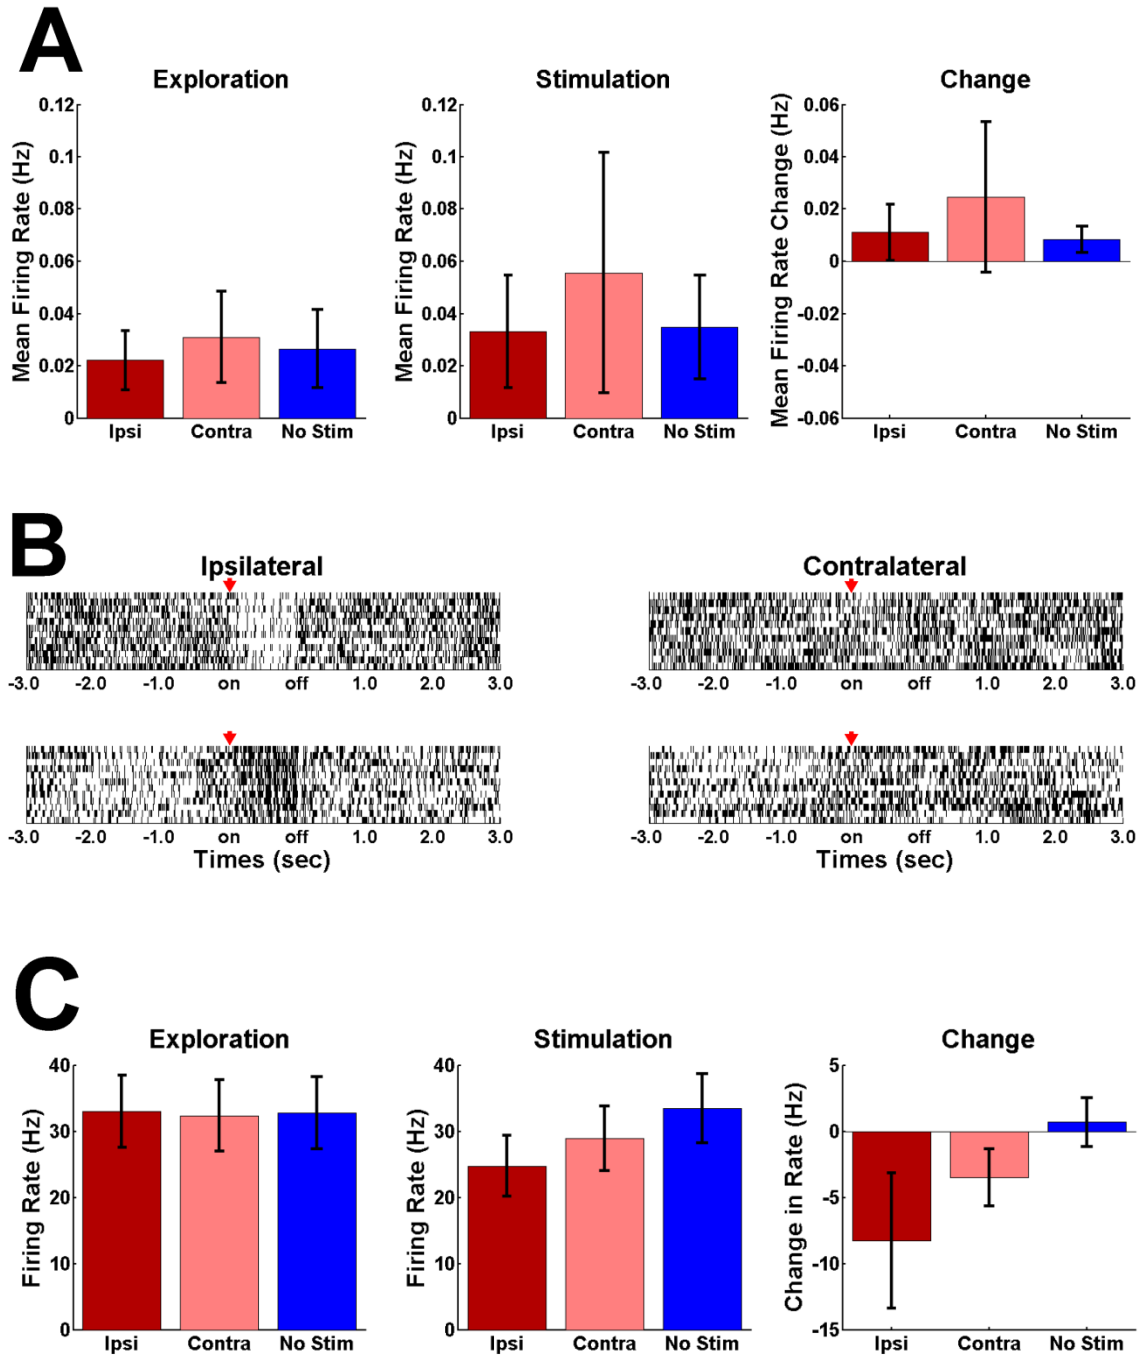 A
Exploration
Mean Firing Rate (Hz)
0.12
0.1
0.08
0.06
0.04
0.02
0
Ipsi Contra No Stim
Stimulation
Mean Firing Rate (Hz)
0.12
0.1
0.08
0.06
0.04
0.02
0
Ipsi Contra No Stim
Change
Mean Firing Rate Change (Hz)
0.06
0.04
0.02
0
-0.02
-0.04
-0.06
Ipsi Contra No Stim
B
Ipsilateral
-3.0 -2.0 -1.0 on off 1.0 2.0 3.0
-3.0 -2.0 -1.0 on off 1.0 2.0 3.0
Times (sec)
Contralateral
-3.0 -2.0 -1.0 on off 1.0 2.0 3.0
-3.0 -2.0 -1.0 on off 1.0 2.0 3.0
Times (sec)
C
Exploration
Firing Rate (Hz)
40
30
20
10
0
Ipsi Contra No Stim
Stimulation
Firing Rate (Hz)
40
30
20
10
0
Ipsi Contra No Stim
Change
Change in Rate (Hz)
5
0
-5
-10
-15
Ipsi Contra No Stim